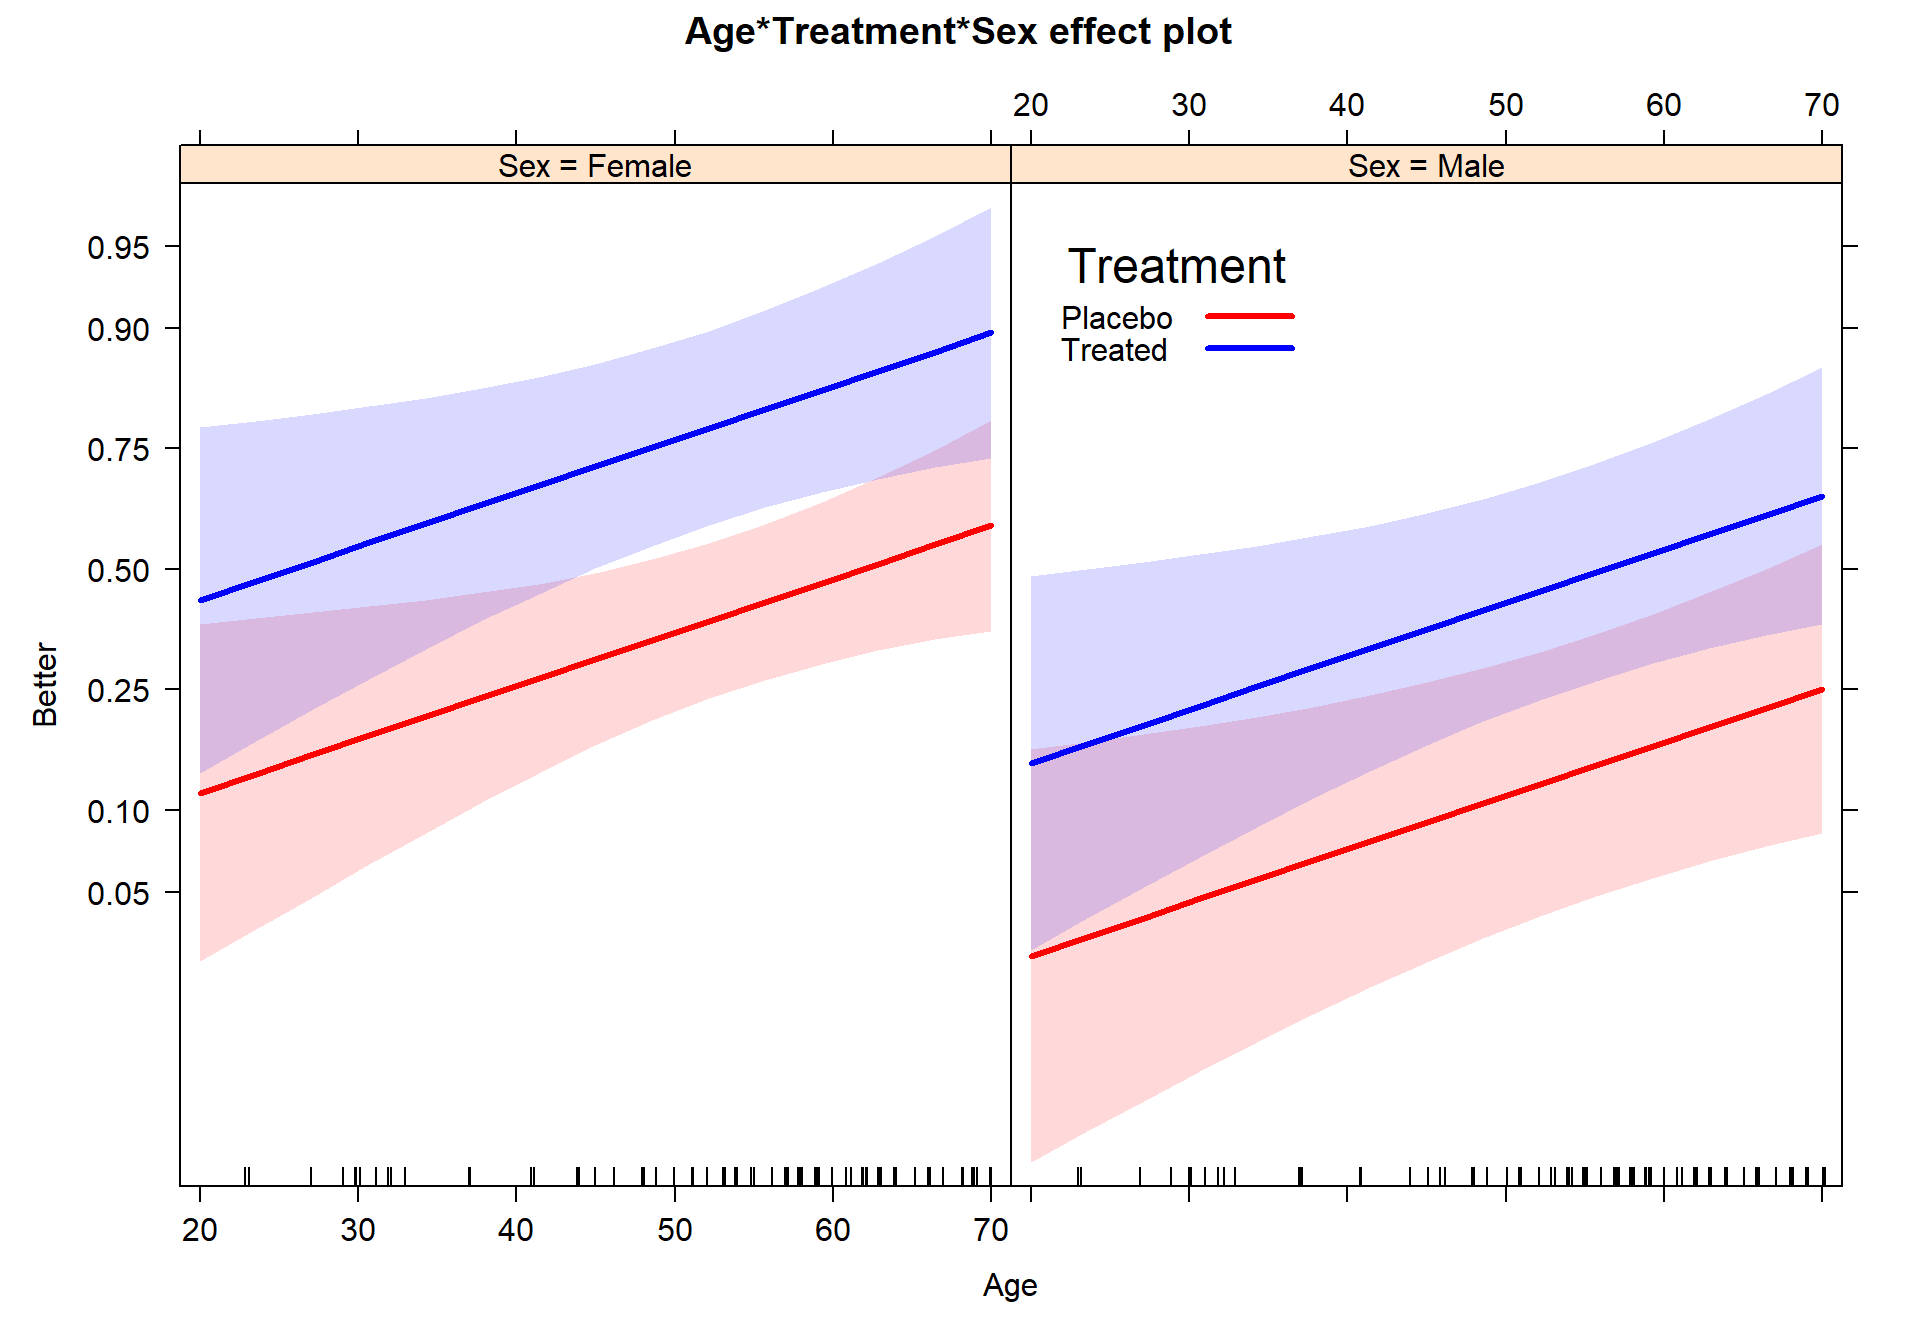 Age*Treatment*Sex effect plot
20 30 40 50 60 70
Sex = Female Sex = Male
Treatment
Placebo
Treated
0.95
0.90
0.75
0.50
0.25
0.10
0.05
Better
20 30 40 50 60 70
Age